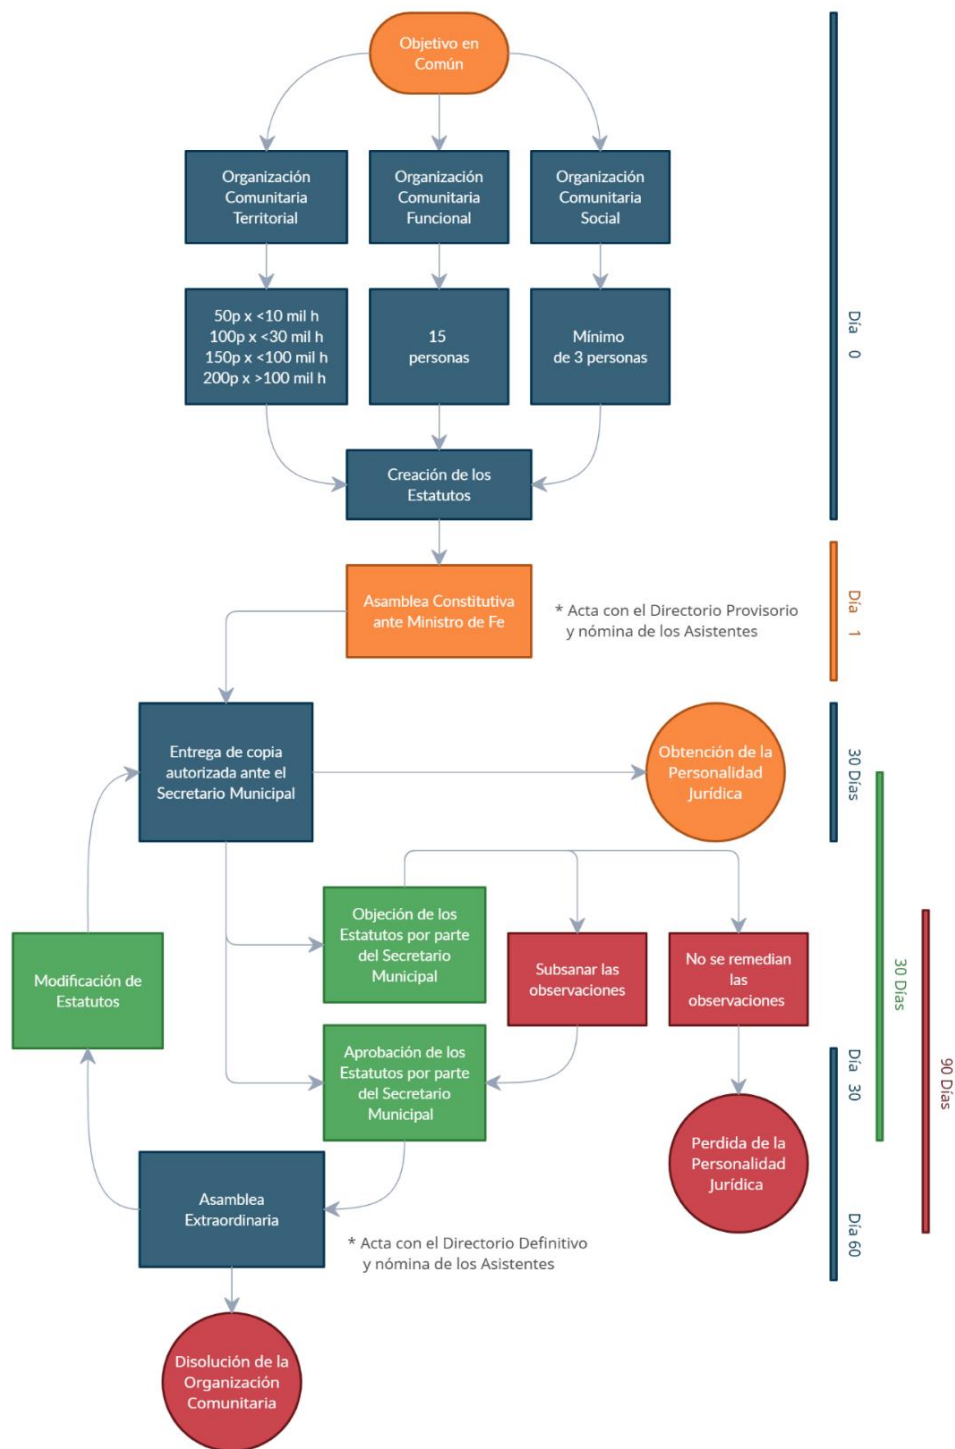 Objetivo en
Común
Organización
Comunitaria
Territorial
Organización
Comunitaria
Funcional
Organización
Comunitaria
Social
50p x <10 mil h
100p x <30 mil h
150p x <100 mil h
200p x >100 mil h
15
personas
Mínimo
de 3 personas
Día 0
Creación de los
Estatutos
Asamblea Constitutiva
ante Ministro de Fe
* Acta con el Directorio Provisorio
y nómina de los Asistentes
Día 1
Entrega de copia
autorizada ante el
Secretario Municipal
Obtención de la
Personalidad
Jurídica
30 Días
Objeción de los
Estatutos por parte
del Secretario
Municipal
Modificación de
Estatutos
Subsanar las
observaciones
No se remedian
las
observaciones
30 Días
90 Días
Aprobación de los
Estatutos por parte
del Secretario
Municipal
Día 30
Perdida de la
Personalidad
Jurídica
Asamblea
Extraordinaria
Día 60
* Acta con el Directorio Definitivo
y nómina de los Asistentes
Disolución de la
Organización
Comunitaria